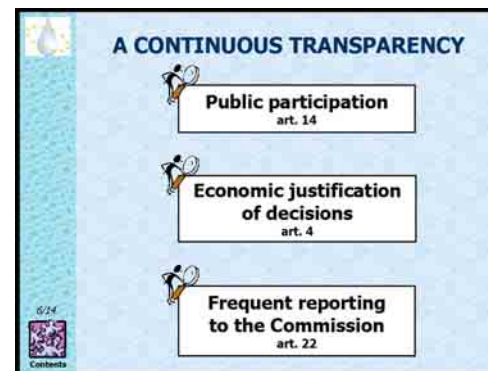 A CONTINUOUS TRANSPARENCY
Public participation
art. 14
Economic justification
of decisions
art. 4
Frequent reporting
to the Commission
art. 22
6/14
Contents